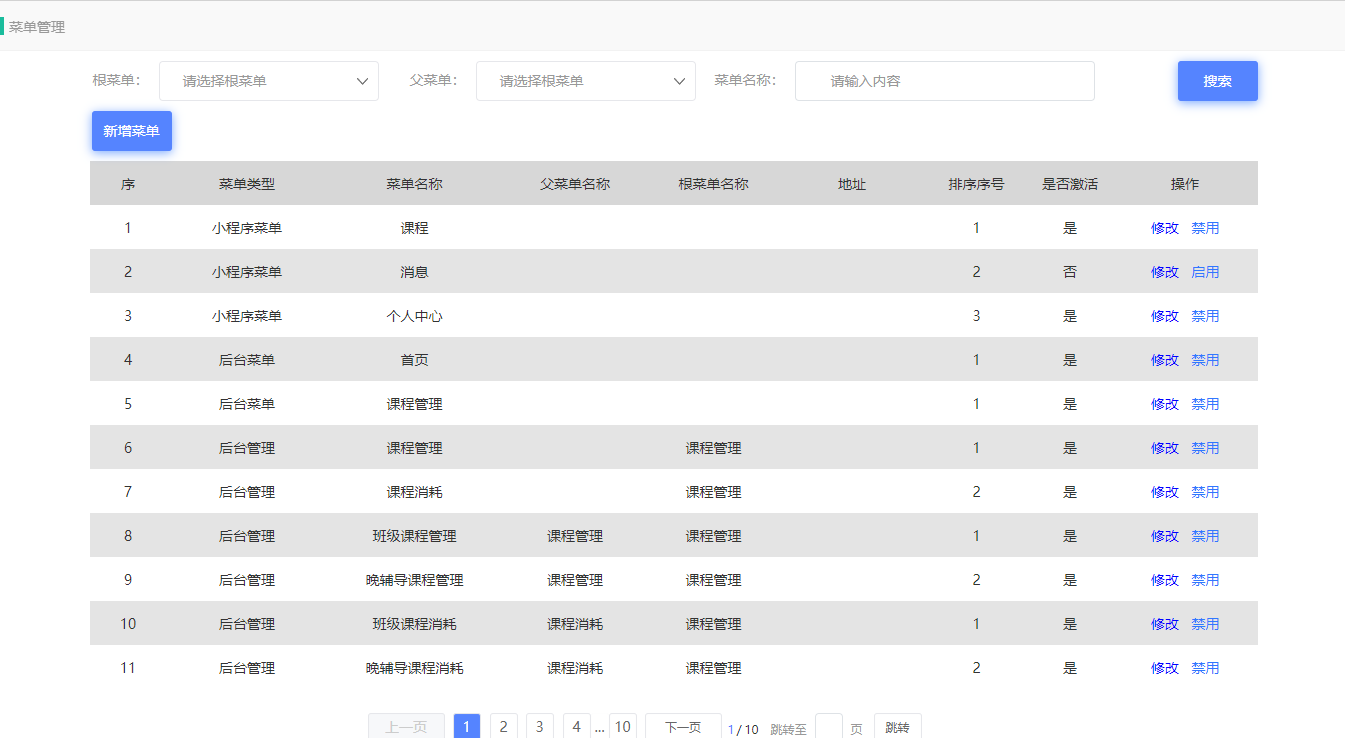 菜单管理
根菜单： 请选择根菜单 父菜单： 请选择根菜单 菜单名称： 请输入内容 搜索
新增菜单
序 菜单类型 菜单名称 父菜单名称 根菜单名称 地址 排序序号 是否激活 操作
1 小程序菜单 课程 1 是 修改 禁用
2 小程序菜单 消息 2 否 修改 启用
3 小程序菜单 个人中心 3 是 修改 禁用
4 后台菜单 首页 1 是 修改 禁用
5 后台菜单 课程管理 1 是 修改 禁用
6 后台管理 课程管理 课程管理 1 是 修改 禁用
7 后台管理 课程消耗 课程管理 2 是 修改 禁用
8 后台管理 班级课程管理 课程管理 课程管理 1 是 修改 禁用
9 后台管理 晚辅导课程管理 课程管理 课程管理 2 是 修改 禁用
10 后台管理 班级课程消耗 课程消耗 课程管理 1 是 修改 禁用
11 后台管理 晚辅导课程消耗 课程消耗 课程管理 2 是 修改 禁用
上一页 1 2 3 4 ... 10 下一页 1 / 10 跳转至 页 跳转